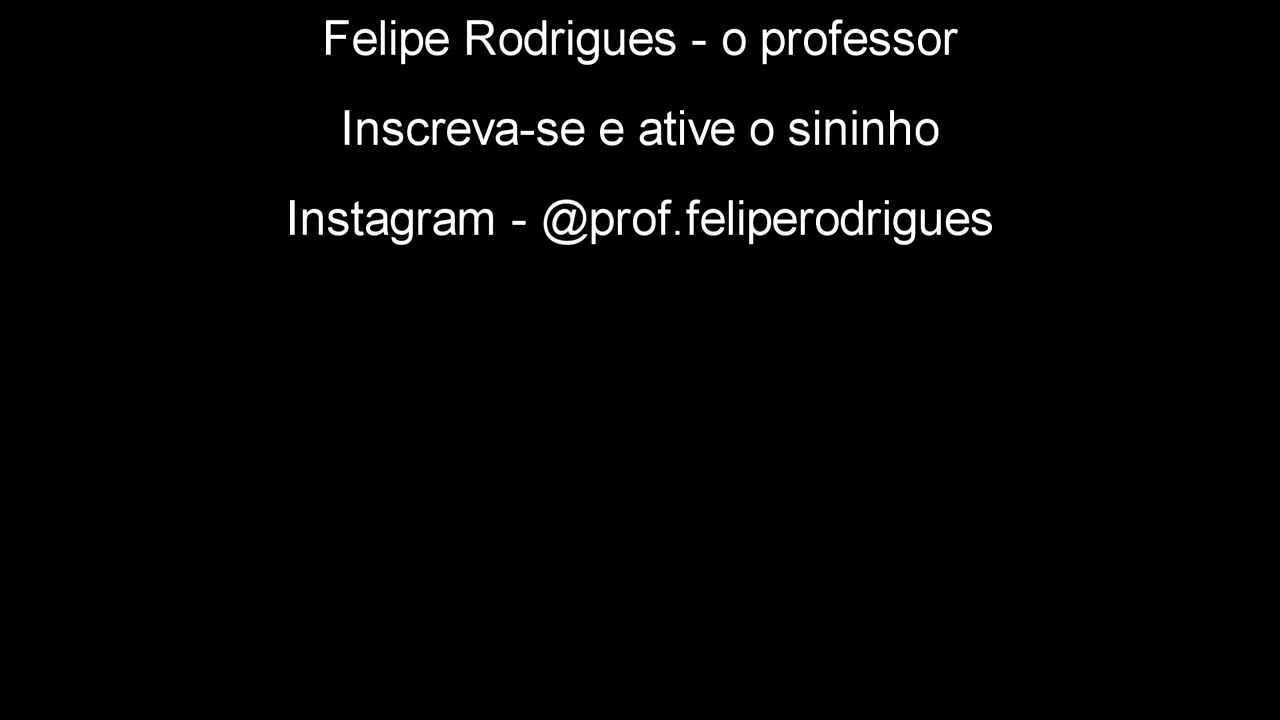 Felipe Rodrigues - o professor
Inscreva-se e ative o sininho
Instagram - @prof.feliperodrigues